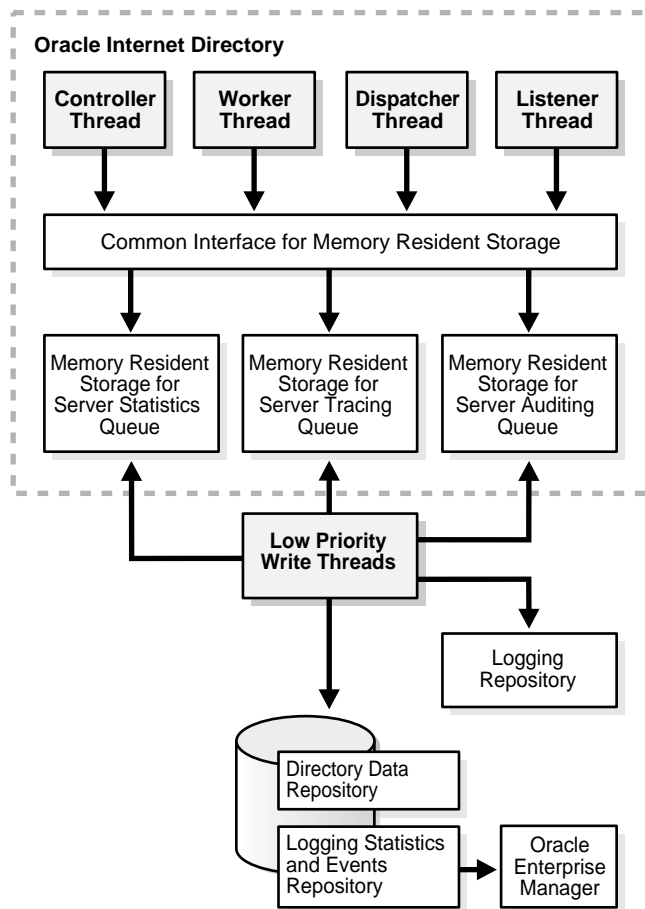 Oracle Internet Directory
Controller
Thread
Worker
Thread
Dispatcher
Thread
Listener
Thread
Common Interface for Memory Resident Storage
Memory Resident
Storage for
Server Statistics
Queue
Memory Resident
Storage for
Server Tracing
Queue
Memory Resident
Storage for
Server Auditing
Queue
Low Priority
Write Threads
Logging
Repository
Directory Data
Repository
Logging Statistics
and Events
Repository
Oracle
Enterprise
Manager